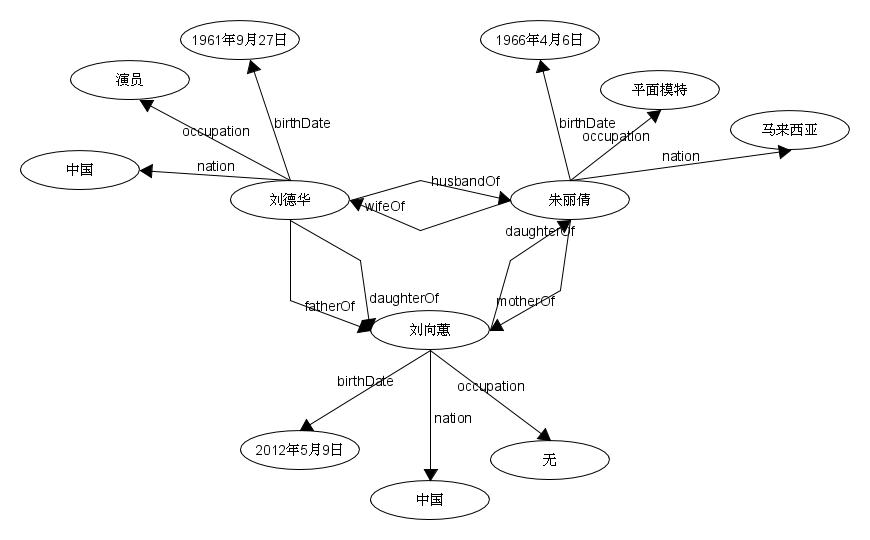 1961年9月27日
1966年4月6日
演员
平面模特
birthDate
birthDate
occupation
occupation
马来西亚
中国
nation
nation
husbandOf
刘德华
wifeOf
朱丽倩
daughterOf
fatherOf
daughterOf
motherOf
刘向蕙
birthDate
occupation
nation
2012年5月9日
无
中国